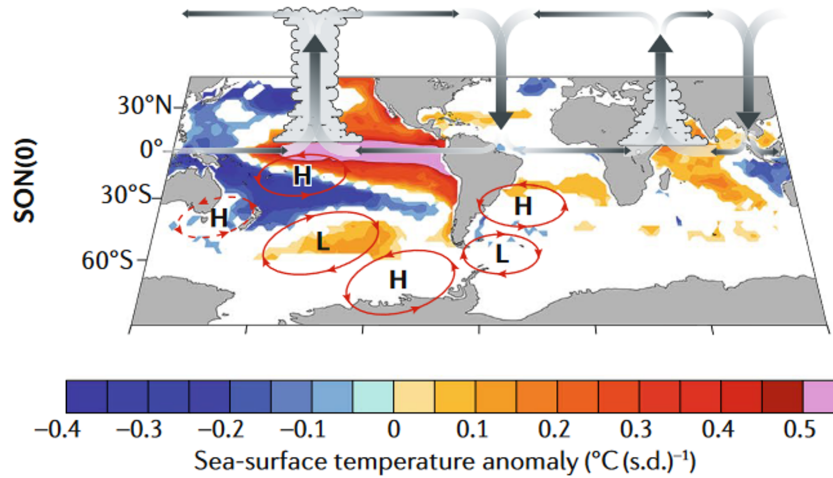 SON(0)
30°N
0°
30°S
60°S
H
H
H
L
L
H
−0.4
−0.3
−0.2
−0.1
0
0.1
0.2
0.3
0.4
0.5
Sea-surface temperature anomaly (°C (s.d.)⁻¹)